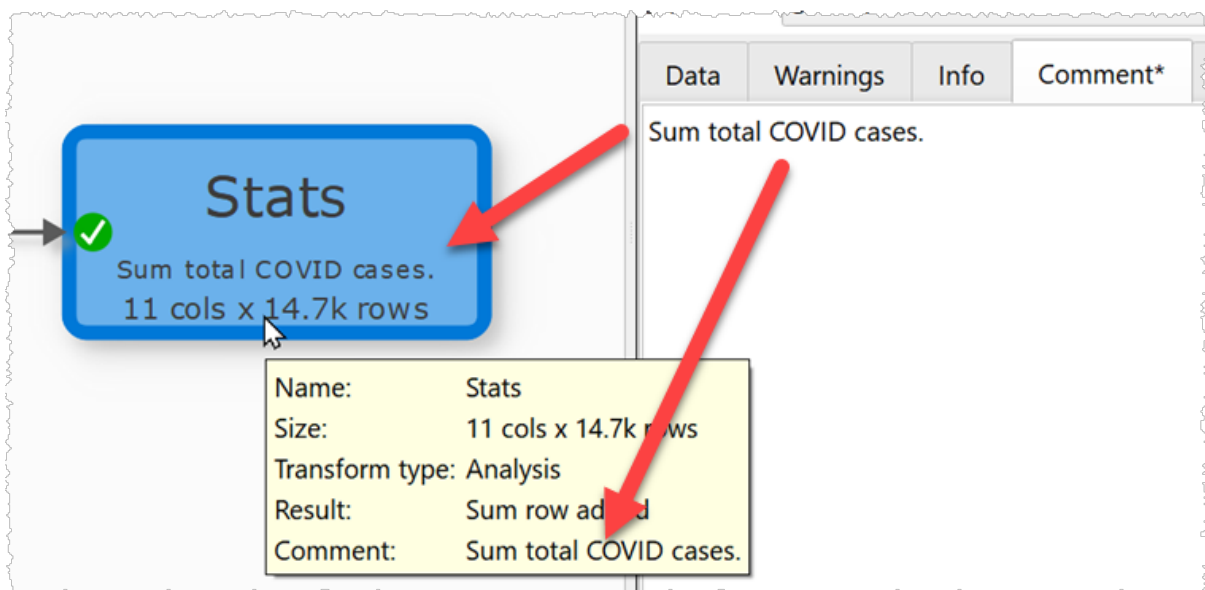 Data Warnings Info Comment*
Sum total COVID cases.
Stats
Sum total COVID cases.
11 cols x 14.7k rows
Name: Stats
Size: 11 cols x 14.7k rows
Transform type: Analysis
Result: Sum row added
Comment: Sum total COVID cases.